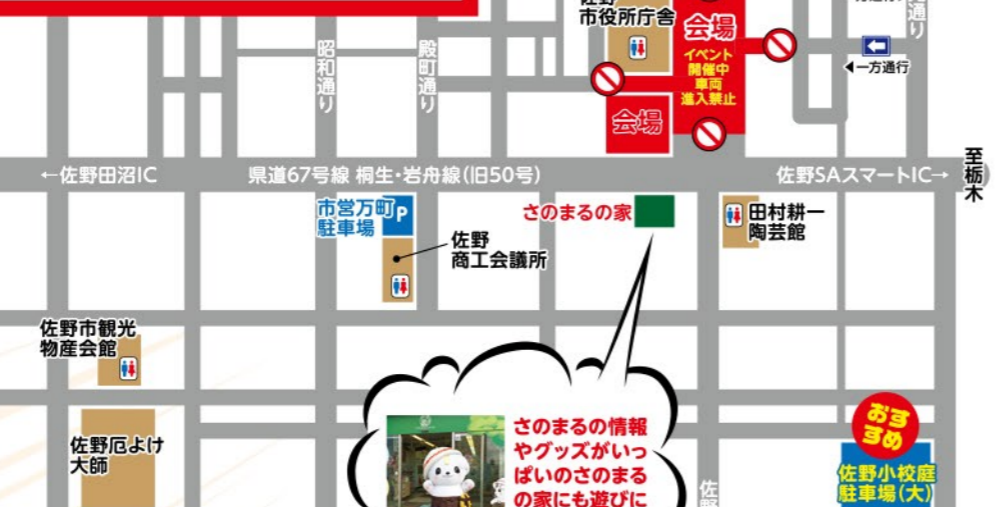 佐野
市役所庁舎
会場
イベント
開催中
車両
進入禁止
会場
一方通行
通り
昭和通り
殿町通り
←佐野田沼IC
県道67号線 桐生・岩舟線(旧50号)
佐野SAスマートIC→
至栃木
市営万町
駐車場
P
さのまるの家
田村耕一
陶芸館
佐野
商工会議所
佐野市観光
物産会館
佐野厄よけ
大師
さのまるの情報
やグッズがいっ
ぱいのさのまる
の家にも遊びに
おす
すめ
佐野小校庭
駐車場(大)
佐野